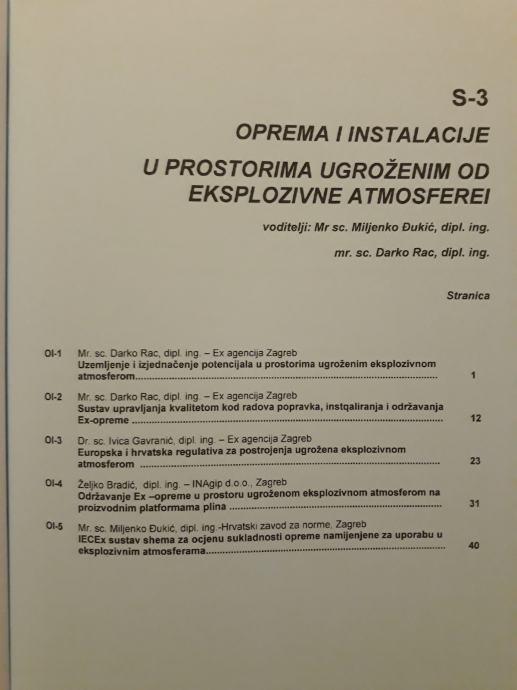 S-3
OPREMA I INSTALACIJE
U PROSTORIMA UGROŽENIM OD
EKSPLOZIVNE ATMOSFEREI
voditelji: Mr sc. Miljenko Đukić, dipl. ing.
mr. sc. Darko Rac, dipl. ing.
Stranica
OI-1 Mr. sc. Darko Rac, dipl. ing. – Ex agencija Zagreb
Uzemljenje i izjednačenje potencijala u prostorima ugroženim eksplozivnom
atmosferom.......................................................................................... 1
OI-2 Mr. sc. Darko Rac, dipl. ing. – Ex agencija Zagreb
Sustav upravljanja kvalitetom kod radova popravka, instqaliranja i održavanja
Ex-opreme .......................................................................................... 12
OI-3 Dr. sc. Ivica Gavranić, dipl. ing. – Ex agencija Zagreb
Europska i hrvatska regulativa za postrojenja ugrožena eksplozivnom
atmosferom .......................................................................................... 23
OI-4 Željko Bradić, dipl. ing. – INAgip d.o.o., Zagreb
Održavanje Ex –opreme u prostoru ugroženom eksplozivnom atmosferom na
proizvodnim platformama plina ............................................................... 31
OI-5 Mr. sc. Miljenko Đukić, dipl. ing.-Hrvatski zavod za norme, Zagreb
IECEx sustav shema za ocjenu sukladnosti opreme namijenjene za uporabu u
eksplozivnim atmosferama...................................................................... 40